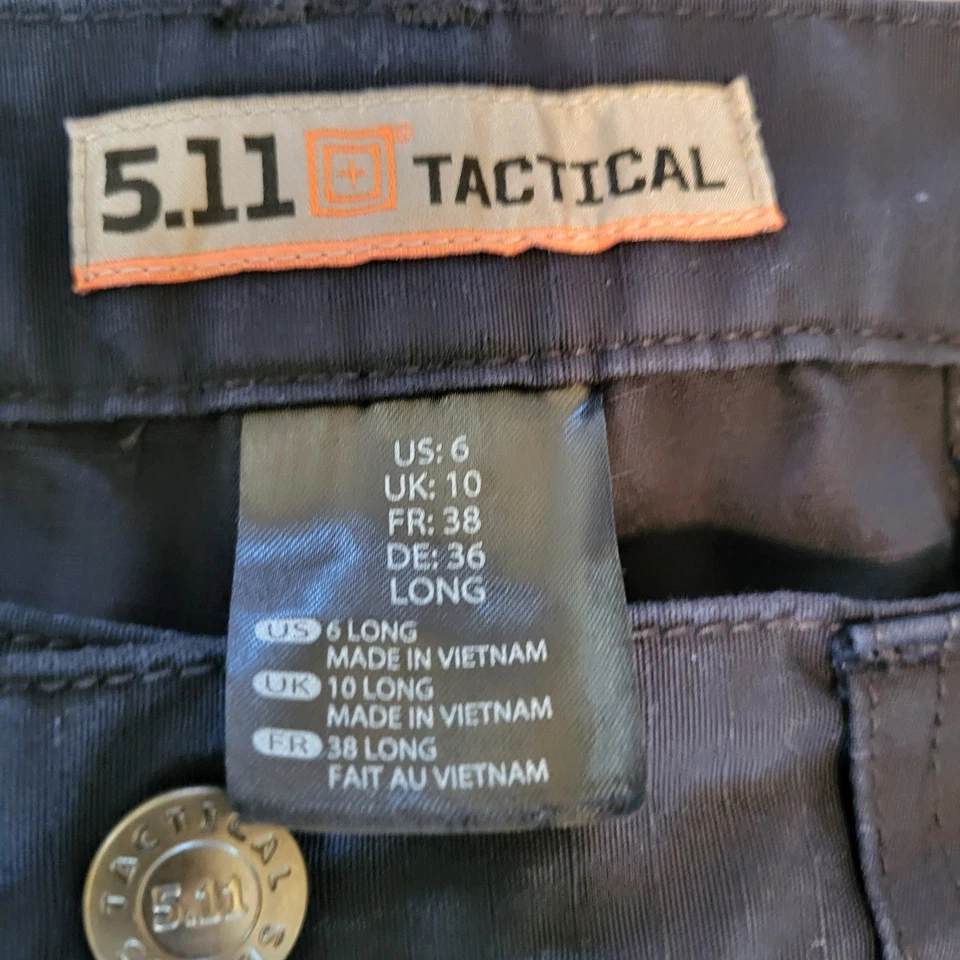 5.11® TACTICAL
US: 6
UK: 10
FR: 38
DE: 36
LONG
US 6 LONG
MADE IN VIETNAM
UK 10 LONG
MADE IN VIETNAM
FR 38 LONG
FAIT AU VIETNAM
TACTICAL
5.11